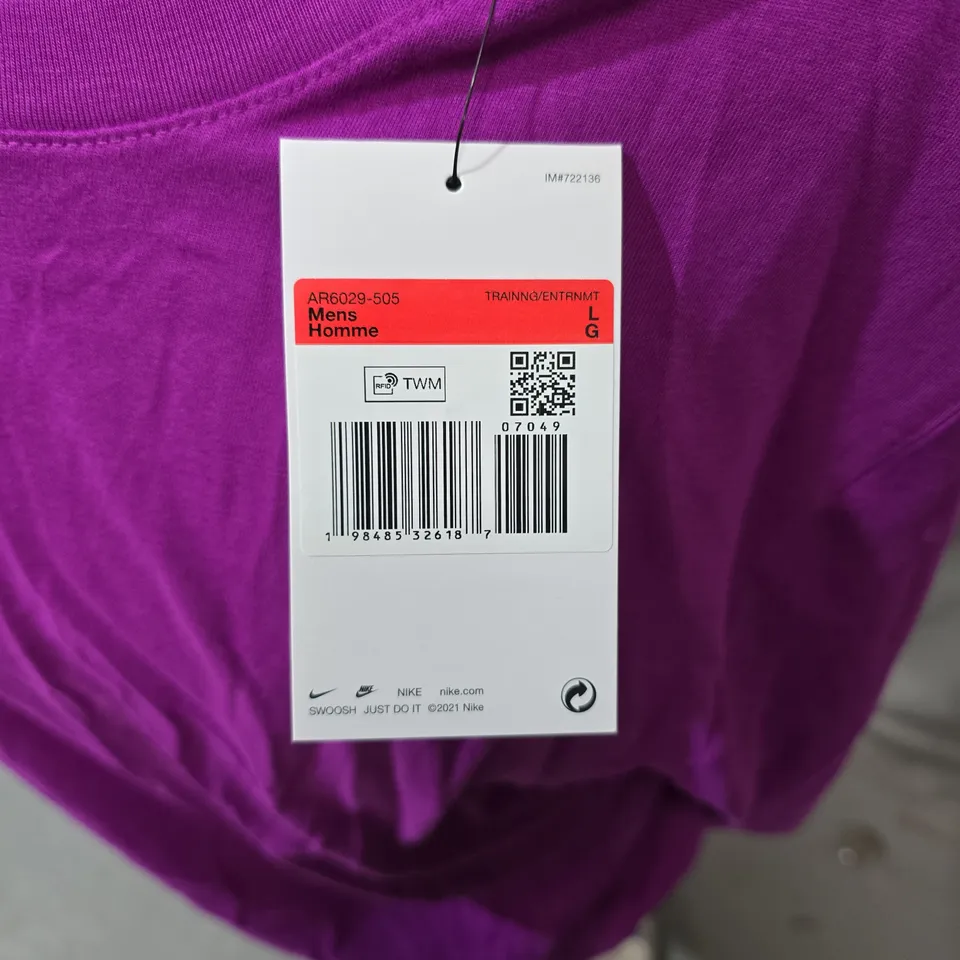 IM#722136
AR6029-505 TRAINNG/ENTRNMT
Mens L
Homme G
RFID TWM
07049
1 98485 32618 7
NIKE NIKE nike.com
SWOOSH JUST DO IT ©2021 Nike